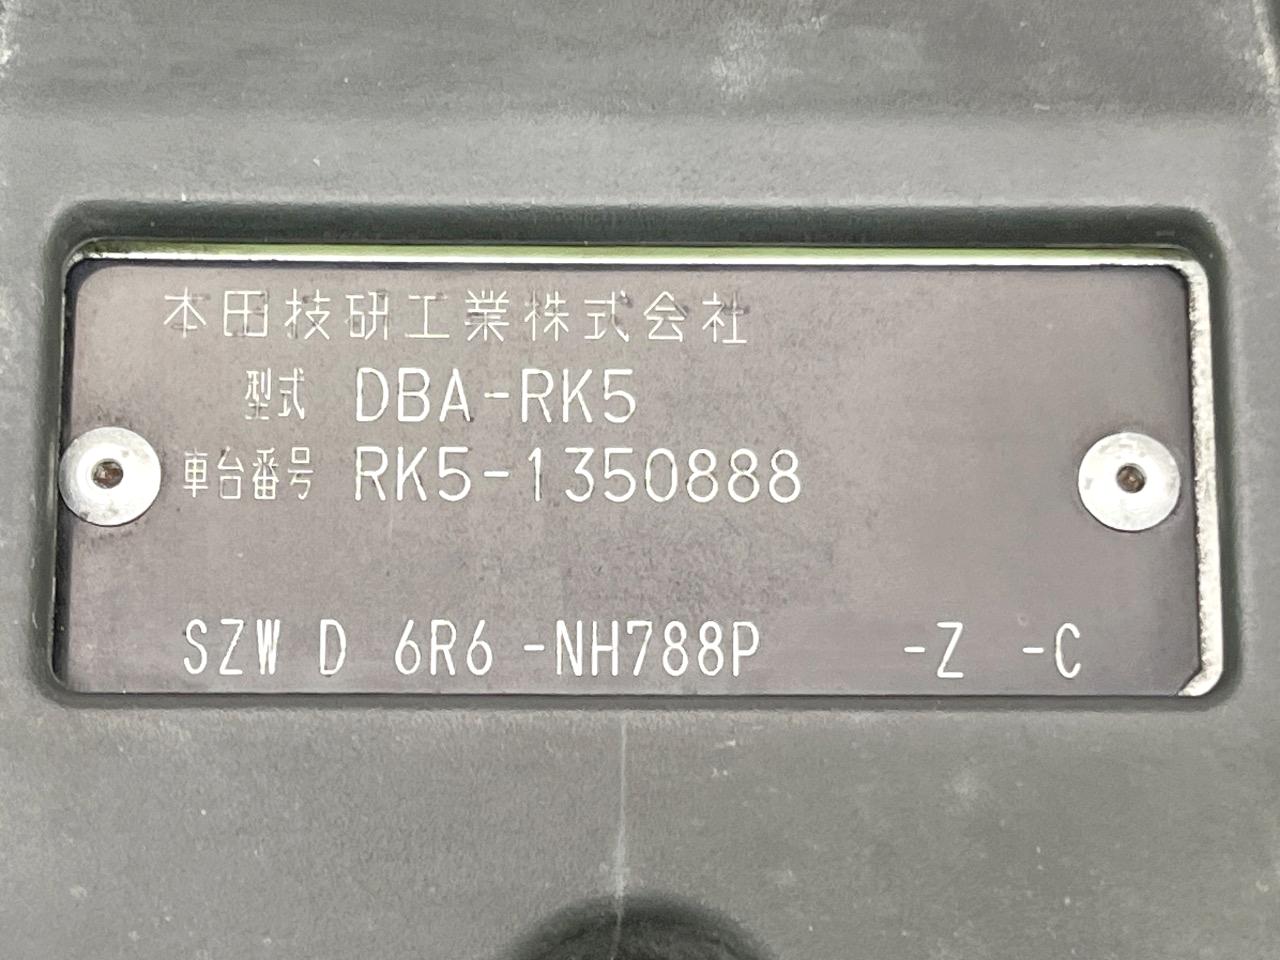 本田技研工業株式会社
型式 DBA-RK5
車台番号 RK5-1350888
SZW D 6R6 -NH788P -Z -C